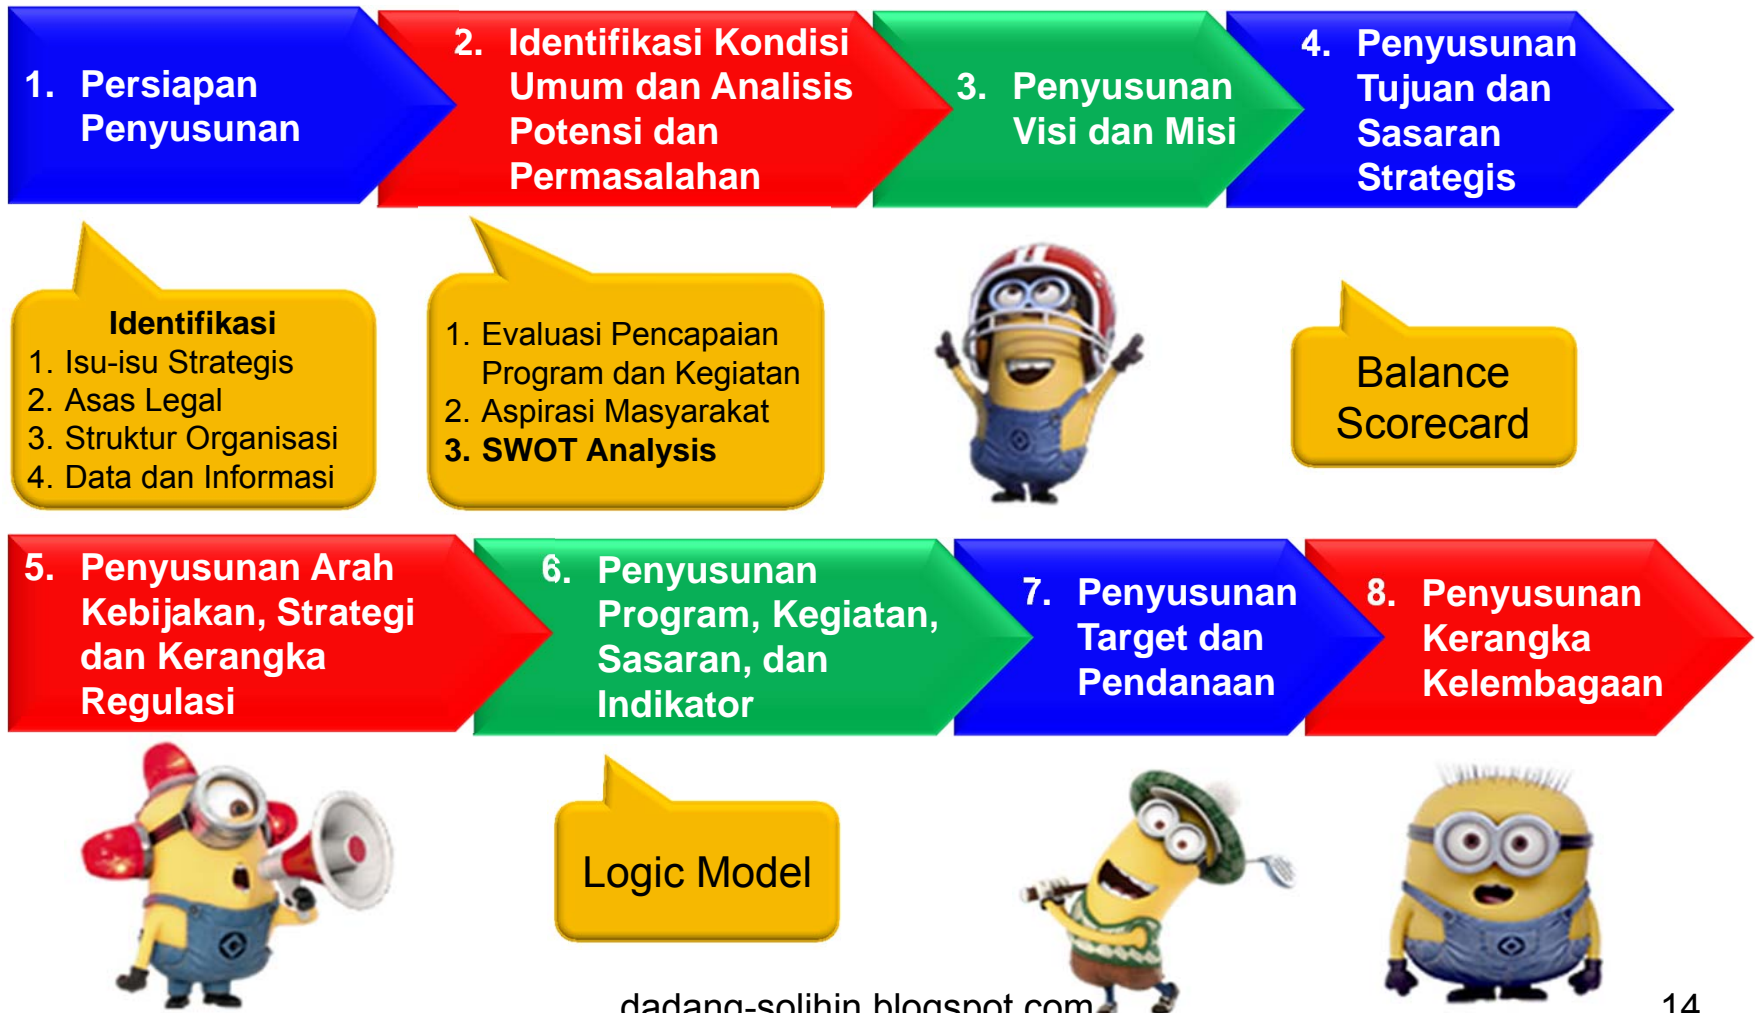 1. Persiapan
Penyusunan
2. Identifikasi Kondisi
Umum dan Analisis
Potensi dan
Permasalahan
3. Penyusunan
Visi dan Misi
4. Penyusunan
Tujuan dan
Sasaran
Strategis
Identifikasi
1. Isu-isu Strategis
2. Asas Legal
3. Struktur Organisasi
4. Data dan Informasi
1. Evaluasi Pencapaian
Program dan Kegiatan
2. Aspirasi Masyarakat
3. SWOT Analysis
Balance
Scorecard
5. Penyusunan Arah
Kebijakan, Strategi
dan Kerangka
Regulasi
6. Penyusunan
Program, Kegiatan,
Sasaran, dan
Indikator
7. Penyusunan
Target dan
Pendanaan
8. Penyusunan
Kerangka
Kelembagaan
Logic Model
dadang-solihin.blogspot.com
14